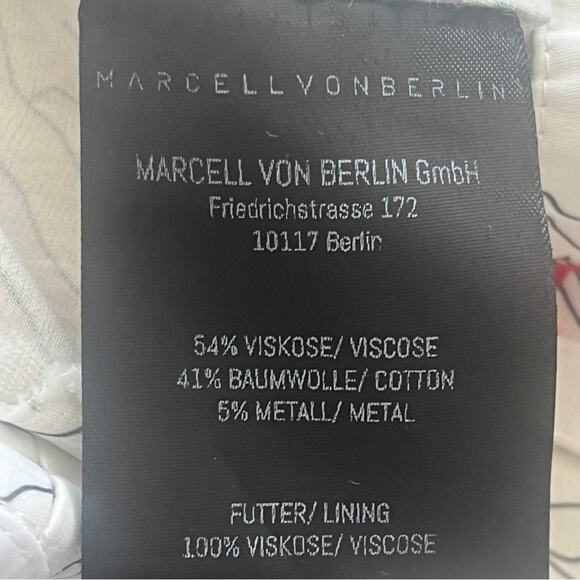 MARCELLVONBERLIN
MARCELL VON BERLIN GmbH
Friedrichstrasse 172
10117 Berlin
54% VISKOSE/ VISCOSE
41% BAUMWOLLE/ COTTON
5% METALL/ METAL
FUTTER/ LINING
100% VISKOSE/ VISCOSE